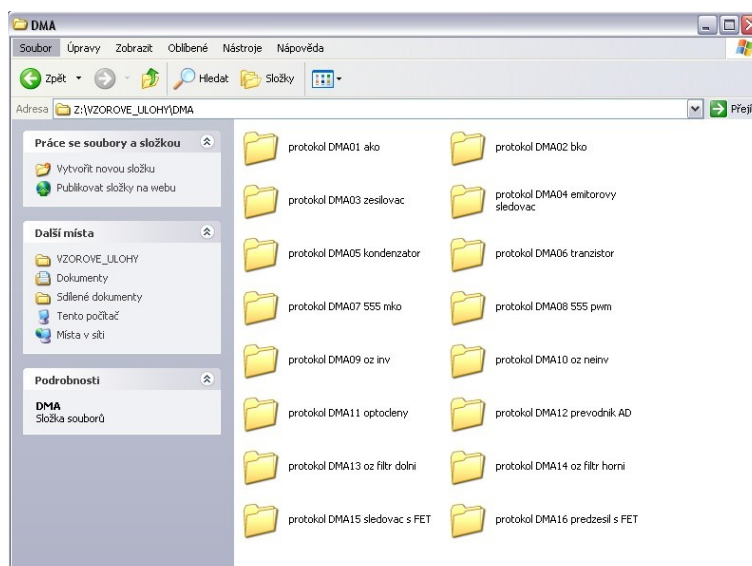 DMA
Soubor Úpravy Zobrazit Oblíbené Nástroje Nápověda
Zpět Hledat Složky
Adresa Z:\VZOROVE_ULOHY\DMA Přejí
Práce se soubory a složkou
Vytvořit novou složku
Publikovat složky na webu
Další místa
VZOROVE_ULOHY
Dokumenty
Sdílené dokumenty
Tento počítač
Místa v síti
Podrobnosti
DMA
Složka souborů
protokol DMA01 ako
protokol DMA02 bko
protokol DMA03 zesilovac
protokol DMA04 emitorovy
sledovac
protokol DMA05 kondenzator
protokol DMA06 tranzistor
protokol DMA07 555 mko
protokol DMA08 555 pwm
protokol DMA09 oz inv
protokol DMA10 oz neinv
protokol DMA11 optocleny
protokol DMA12 prevodnik AD
protokol DMA13 oz filtr dolni
protokol DMA14 oz filtr horni
protokol DMA15 sledovac s FET
protokol DMA16 predzesil s FET